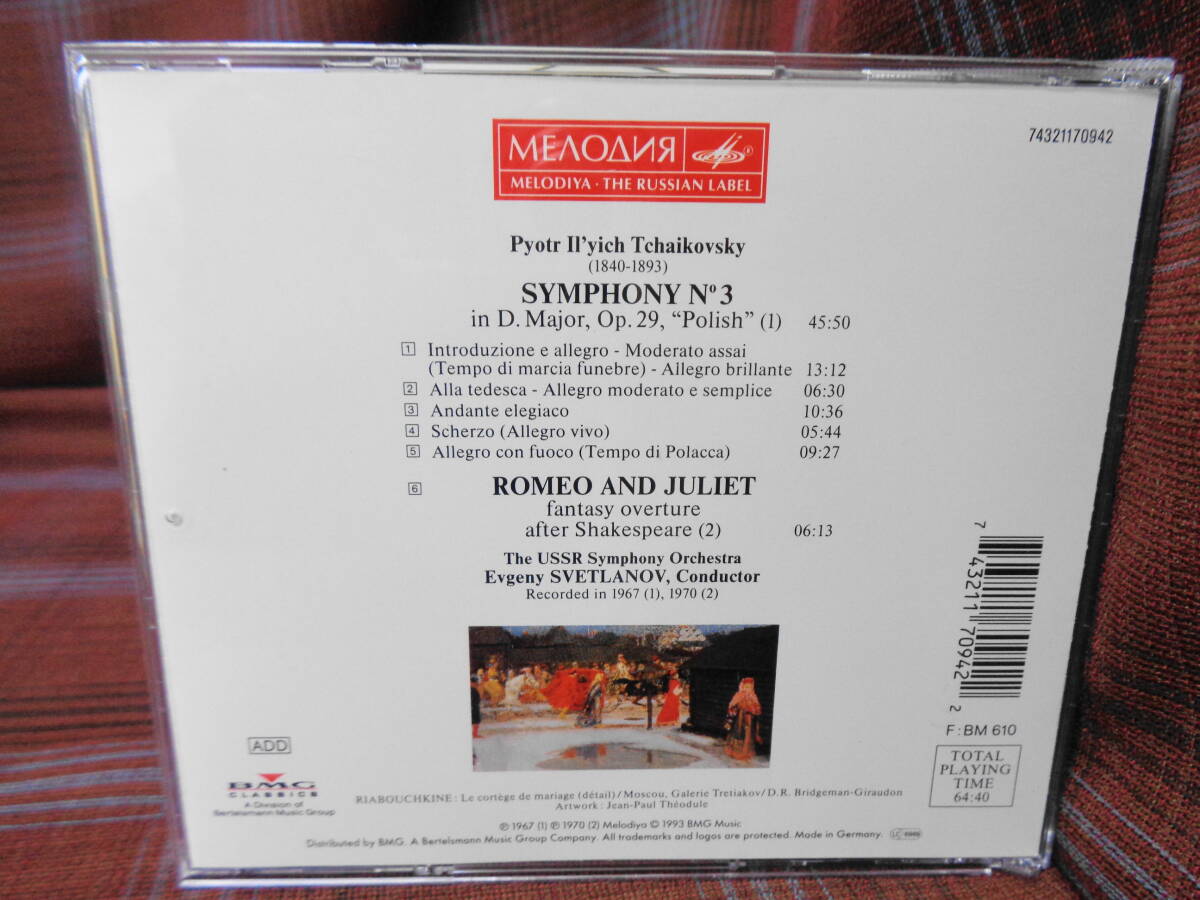 МЕЛОДИЯ
MELODIYA · THE RUSSIAN LABEL
74321170942
Pyotr Il'yich Tchaikovsky
(1840-1893)
SYMPHONY Nº 3
in D. Major, Op. 29, “Polish” (1) 45:50
1 Introduzione e allegro - Moderato assai
(Tempo di marcia funebre) - Allegro brillante 13:12
2 Alla tedesca - Allegro moderato e semplice 06:30
3 Andante elegiaco 10:36
4 Scherzo (Allegro vivo) 05:44
5 Allegro con fuoco (Tempo di Polacca) 09:27
6 ROMEO AND JULIET
fantasy overture
after Shakespeare (2) 06:13
The USSR Symphony Orchestra
Evgeny SVETLANOV, Conductor
Recorded in 1967 (1), 1970 (2)
7 43211 70942 2
F: BM 610
TOTAL
PLAYING
TIME
64:40
ADD
BMG
CLASSICS
A Division of
Bertelsmann Music Group
RIABOUCHKINE : Le cortège de mariage (détail) / Moscou, Galerie Tretiakov / D.R. Bridgeman-Giraudon
Artwork : Jean-Paul Théodule
℗ 1967 (1) ℗ 1970 (2) Melodiya © 1993 BMG Music
Distributed by BMG. A Bertelsmann Music Group Company. All trademarks and logos are protected. Made in Germany.